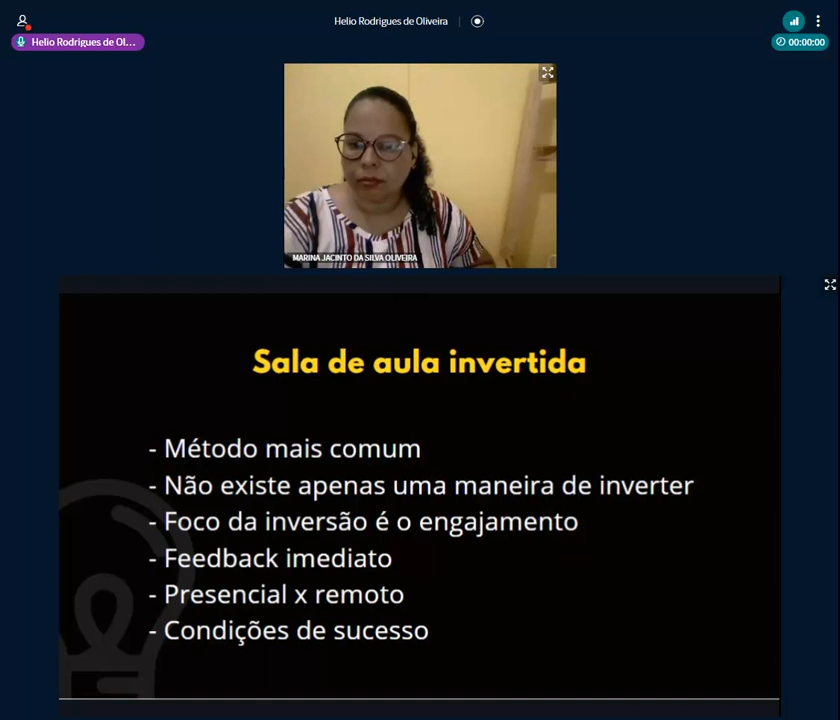 Helio Rodrigues de Oliveira
Helio Rodrigues de Ol...
00:00:00
MARINA JACINTO DA SILVA OLIVEIRA
Sala de aula invertida
- Método mais comum
- Não existe apenas uma maneira de inverter
- Foco da inversão é o engajamento
- Feedback imediato
- Presencial x remoto
- Condições de sucesso